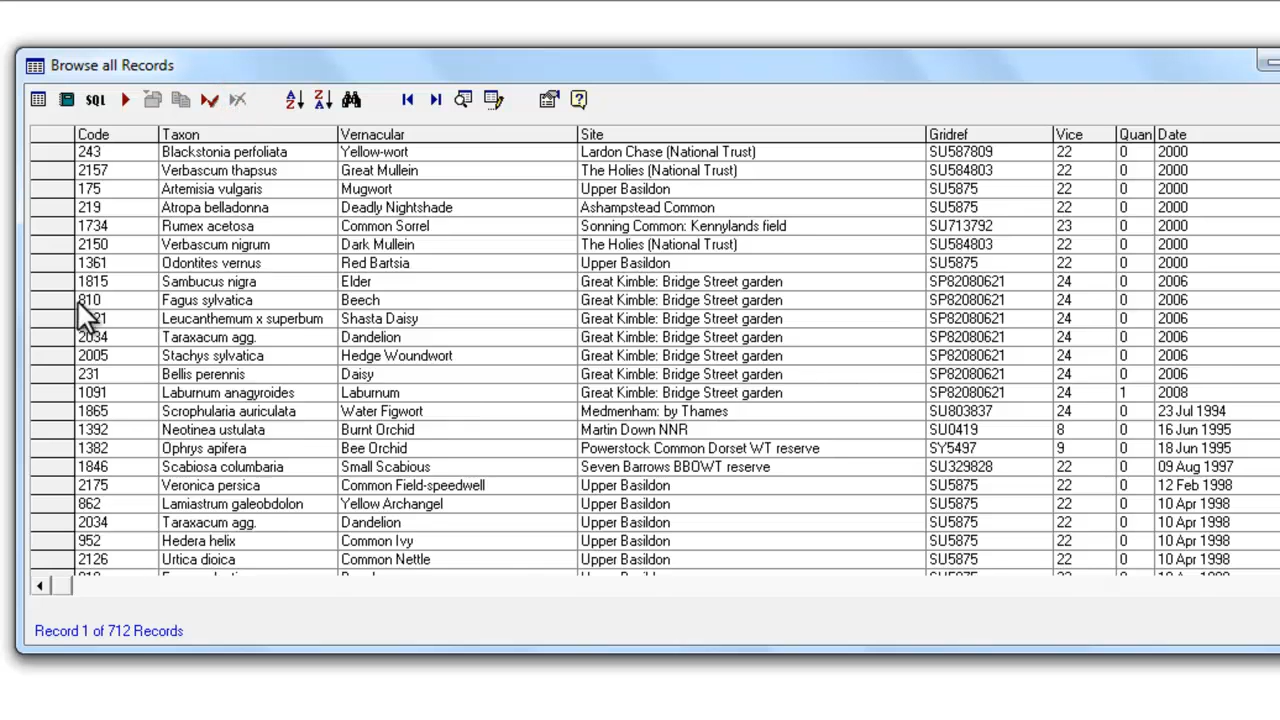 Browse all Records
SQL
Code Taxon Vernacular Site Gridref Vice Quan Date
243 Blackstonia perfoliata Yellow-wort Lardon Chase (National Trust) SU587809 22 0 2000
2157 Verbascum thapsus Great Mullein The Holies (National Trust) SU584803 22 0 2000
175 Artemisia vulgaris Mugwort Upper Basildon SU5875 22 0 2000
219 Atropa belladonna Deadly Nightshade Ashampstead Common SU5875 22 0 2000
1734 Rumex acetosa Common Sorrel Sonning Common: Kennylands field SU713792 23 0 2000
2150 Verbascum nigrum Dark Mullein The Holies (National Trust) SU584803 22 0 2000
1361 Odontites vernus Red Bartsia Upper Basildon SU5875 22 0 2000
1815 Sambucus nigra Elder Great Kimble: Bridge Street garden SP82080621 24 0 2006
810 Fagus sylvatica Beech Great Kimble: Bridge Street garden SP82080621 24 0 2006
Leucanthemum x superbum Shasta Daisy Great Kimble: Bridge Street garden SP82080621 24 0 2006
2034 Taraxacum agg. Dandelion Great Kimble: Bridge Street garden SP82080621 24 0 2006
2005 Stachys sylvatica Hedge Woundwort Great Kimble: Bridge Street garden SP82080621 24 0 2006
231 Bellis perennis Daisy Great Kimble: Bridge Street garden SP82080621 24 0 2006
1091 Laburnum anagyroides Laburnum Great Kimble: Bridge Street garden SP82080621 24 1 2008
1865 Scrophularia auriculata Water Figwort Medmenham: by Thames SU803837 24 0 23 Jul 1994
1392 Neotinea ustulata Burnt Orchid Martin Down NNR SU0419 8 0 16 Jun 1995
1382 Ophrys apifera Bee Orchid Powerstock Common Dorset WT reserve SY5497 9 0 18 Jun 1995
1846 Scabiosa columbaria Small Scabious Seven Barrows BBOWT reserve SU329828 22 0 09 Aug 1997
2175 Veronica persica Common Field-speedwell Upper Basildon SU5875 22 0 12 Feb 1998
862 Lamiastrum galeobdolon Yellow Archangel Upper Basildon SU5875 22 0 10 Apr 1998
2034 Taraxacum agg. Dandelion Upper Basildon SU5875 22 0 10 Apr 1998
952 Hedera helix Common Ivy Upper Basildon SU5875 22 0 10 Apr 1998
2126 Urtica dioica Common Nettle Upper Basildon SU5875 22 0 10 Apr 1998
Record 1 of 712 Records